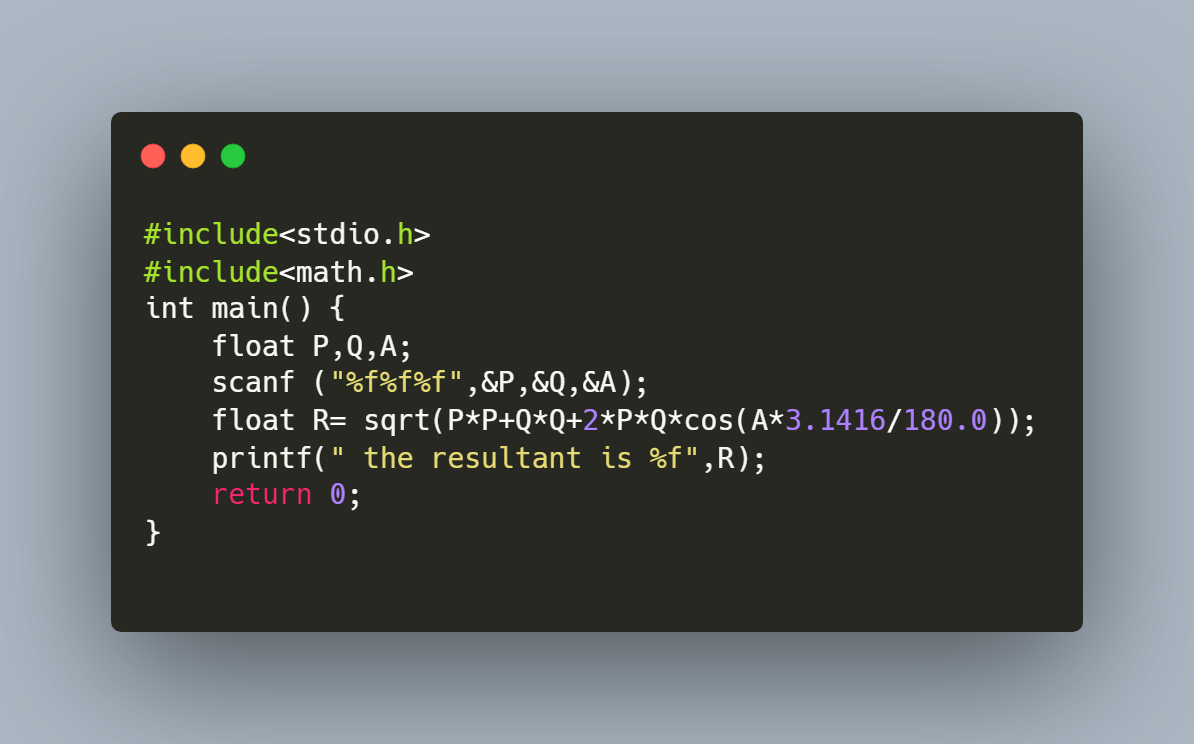 #include<stdio.h>
#include<math.h>
int main() {
    float P,Q,A;
    scanf ("%f%f%f",&P,&Q,&A);
    float R= sqrt(P*P+Q*Q+2*P*Q*cos(A*3.1416/180.0));
    printf(" the resultant is %f",R);
    return 0;
}